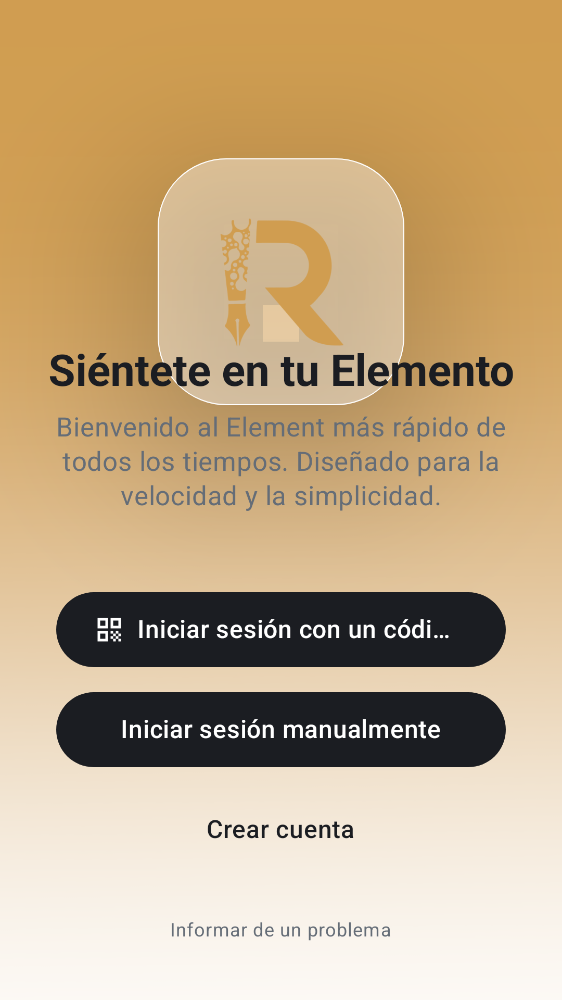 R
Siéntete en tu Elemento
Bienvenido al Element más rápido de
todos los tiempos. Diseñado para la
velocidad y la simplicidad.
Iniciar sesión con un códi...
Iniciar sesión manualmente
Crear cuenta
Informar de un problema